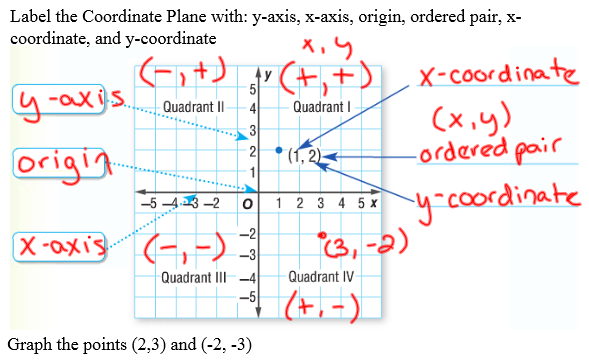 Label the Coordinate Plane with: y-axis, x-axis, origin, ordered pair, x-
coordinate, and y-coordinate
x, y
(-,+)
y
(+,+)
x-coordinate
y-axis
5
Quadrant II
4
Quadrant I
(x,y)
3
2
(1, 2)
ordered pair
origin
1
-5 -4 -3 -2 O 1 2 3 4 5 x
y-coordinate
x-axis
(-,-)
-2
(3,-2)
-3
Quadrant III
-4
Quadrant IV
-5
(+,-)
Graph the points (2,3) and (-2, -3)